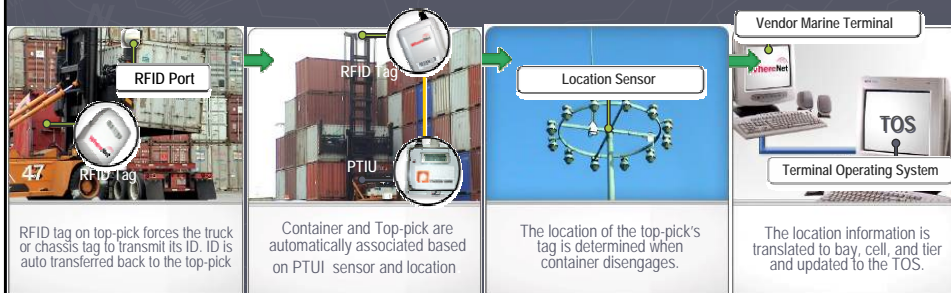 RFID Port
RFID Tag
47
RFID Tag
PTIU
Location Sensor
Vendor Marine Terminal
WhereNet
TOS
Terminal Operating System
RFID tag on top-pick forces the truck
or chassis tag to transmit its ID. ID is
auto transferred back to the top-pick
Container and Top-pick are
automatically associated based
on PTUI sensor and location
The location of the top-pick's
tag is determined when
container disengages.
The location information is
translated to bay, cell, and tier
and updated to the TOS.